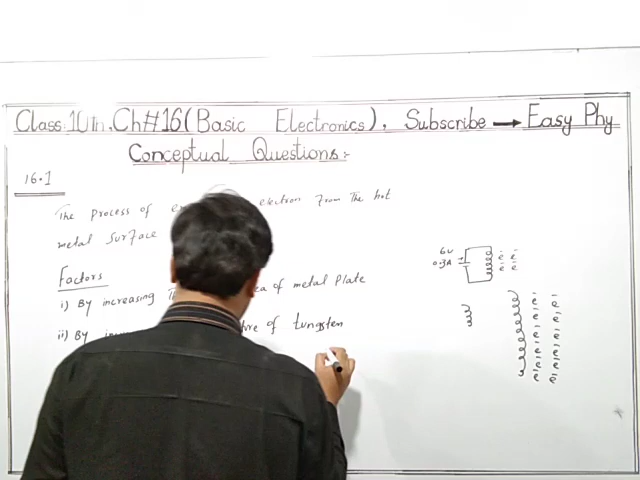 Class:10th, Ch#16(Basic Electronics), Subscribe → Easy Phy
Conceptual Questions:-
16.1
The process of electron from the hot
metal surface
Factors
i) By increasing of metal Plate
ii) By of tungsten
6V
0.3A